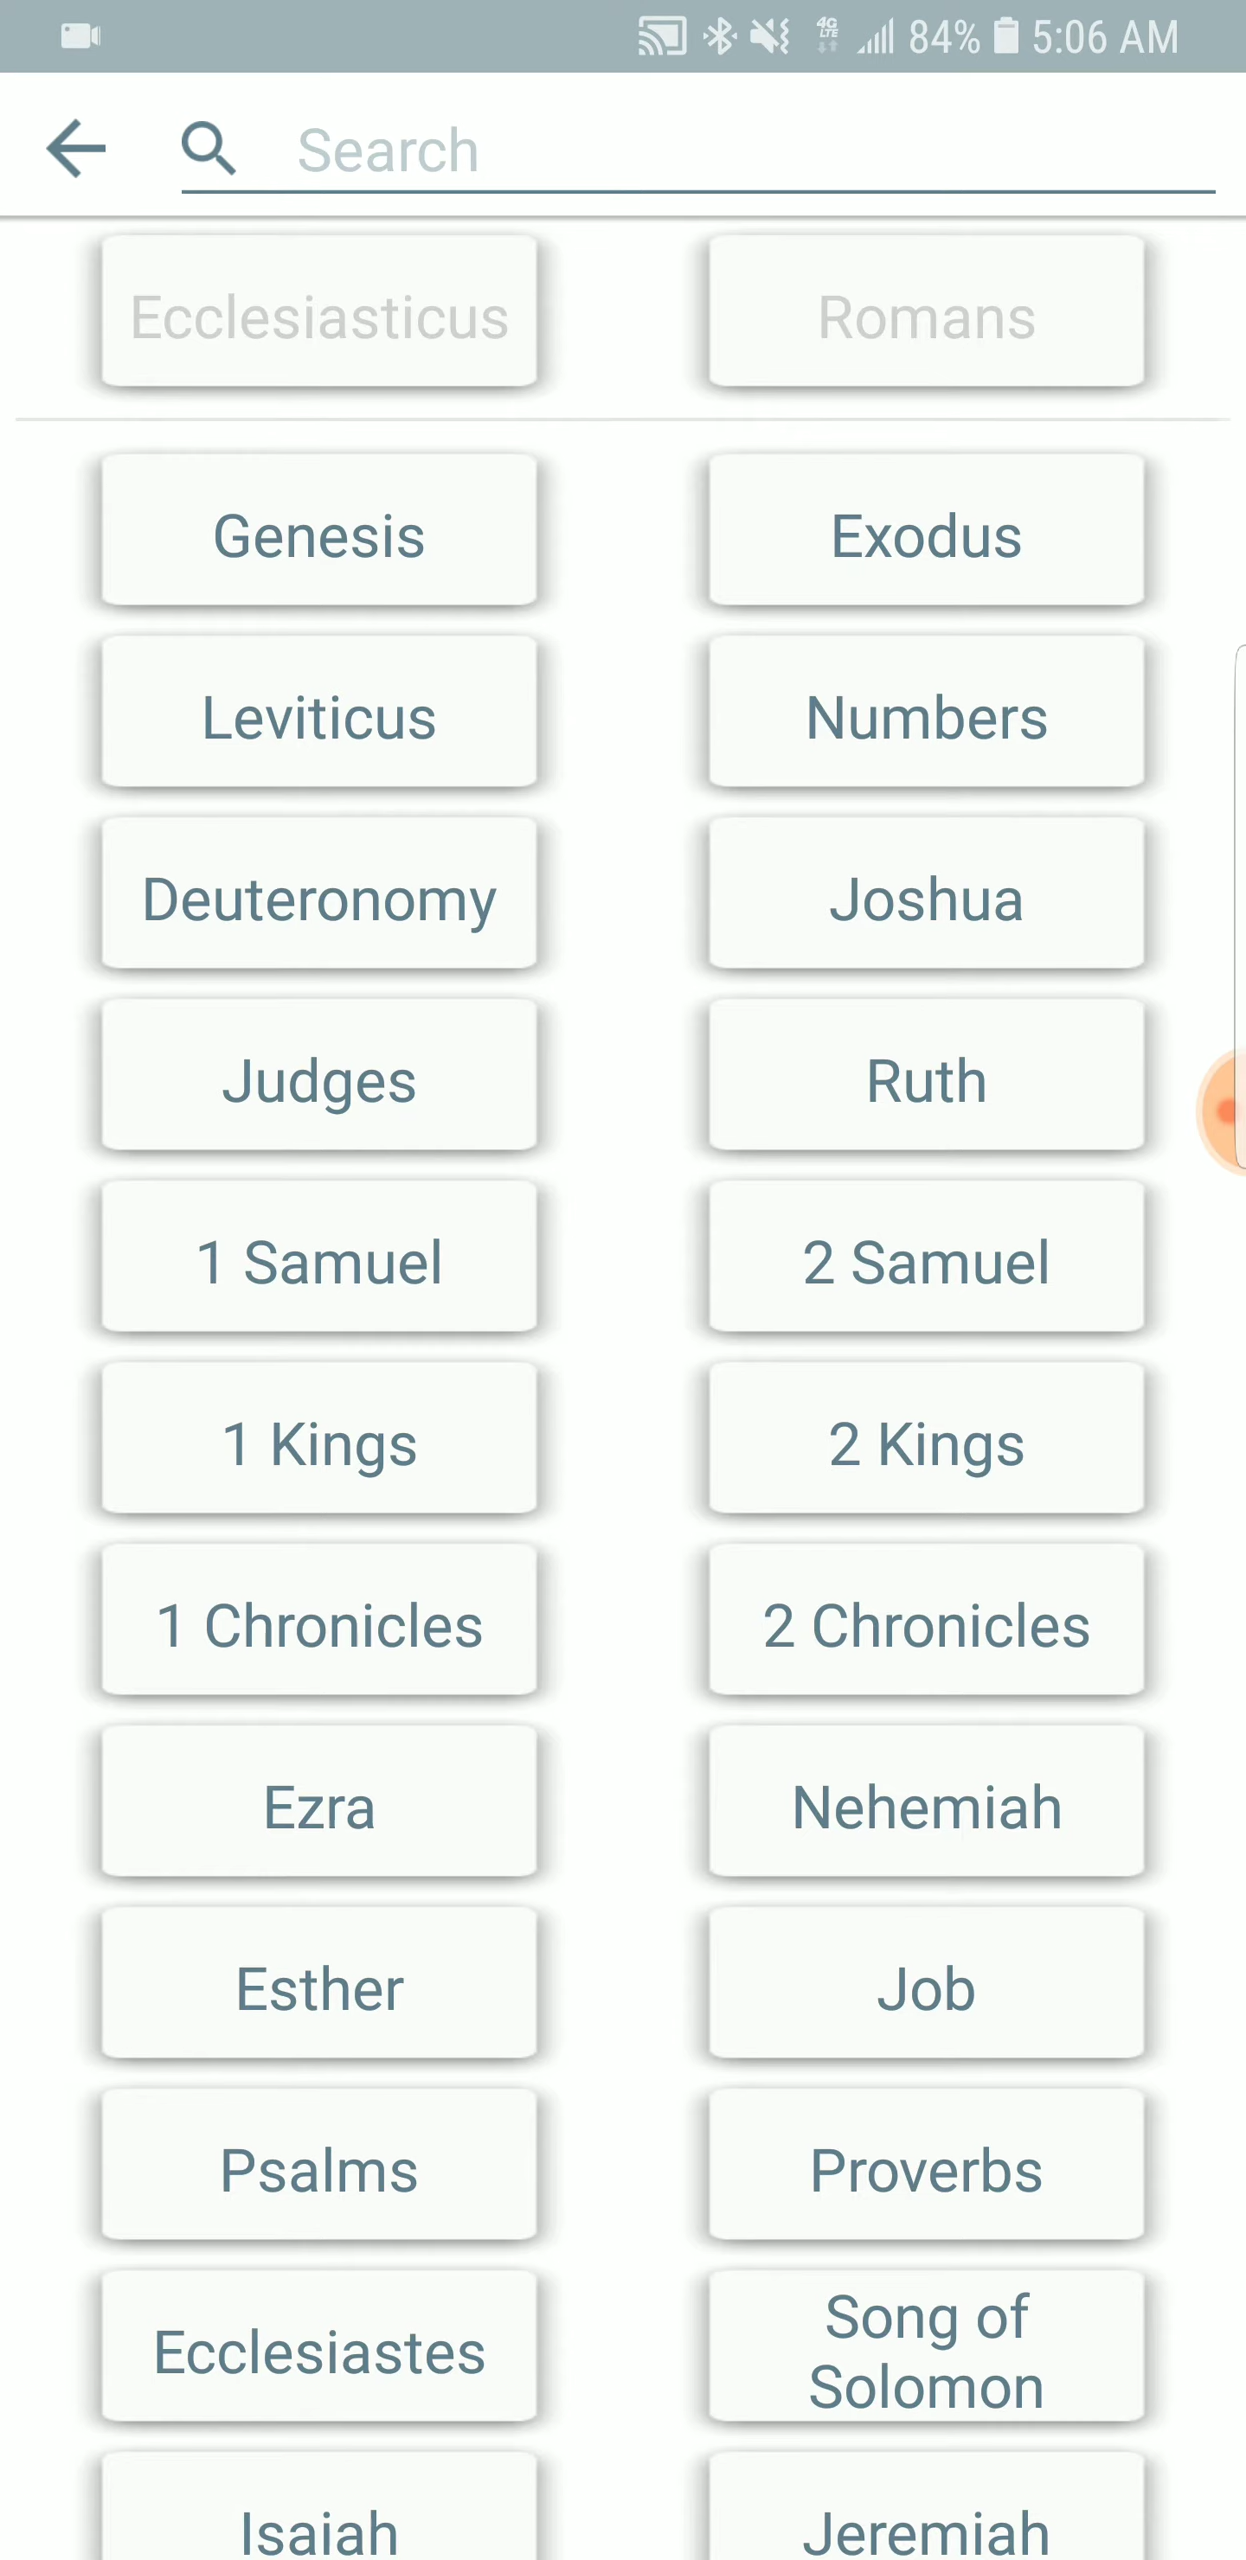 4G
LTE
84%
5:06 AM
Search
Ecclesiasticus
Romans
Genesis
Exodus
Leviticus
Numbers
Deuteronomy
Joshua
Judges
Ruth
1 Samuel
2 Samuel
1 Kings
2 Kings
1 Chronicles
2 Chronicles
Ezra
Nehemiah
Esther
Job
Psalms
Proverbs
Ecclesiastes
Song of
Solomon
Isaiah
Jeremiah